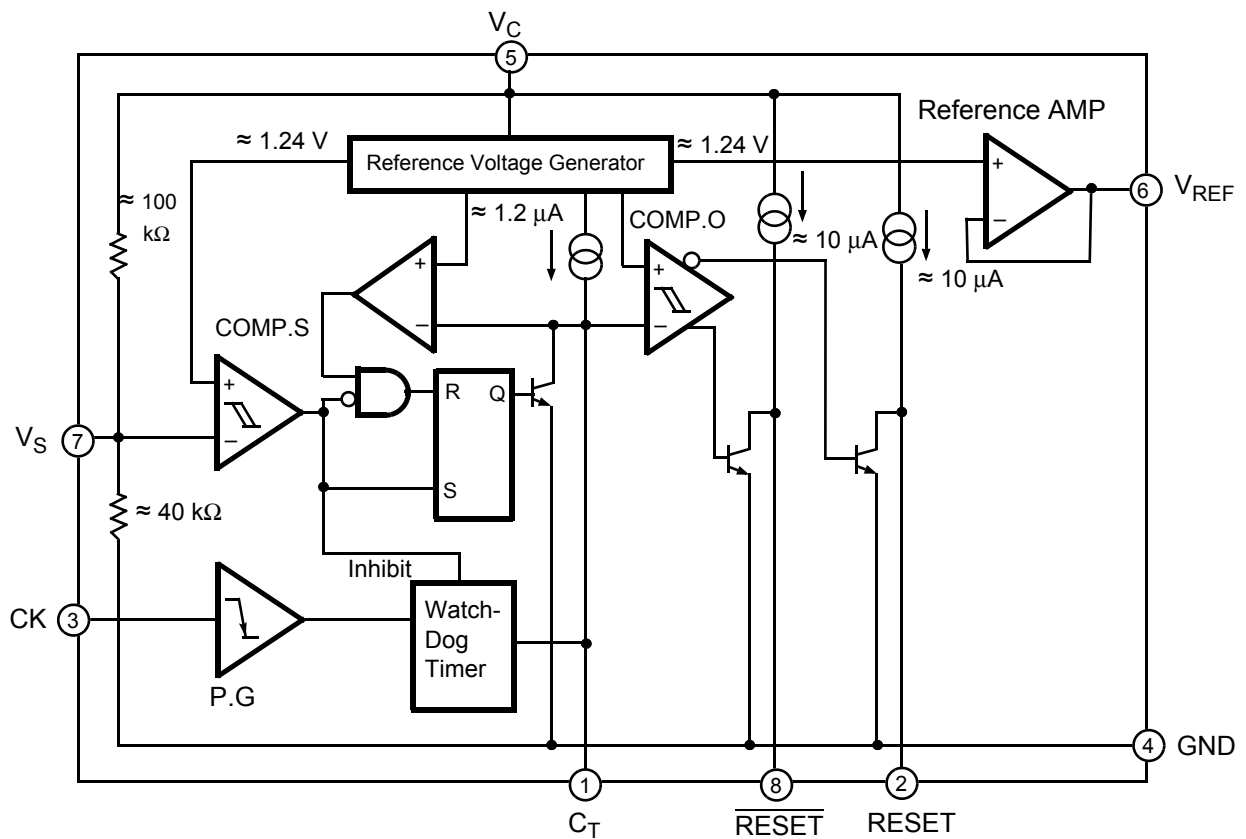 V_C
5
Reference AMP
≈ 1.24 V
Reference Voltage Generator
≈ 1.24 V
+
–
6
V_REF
≈ 100
kΩ
≈ 1.2 μA
COMP.O
≈ 10 μA
≈ 10 μA
+
–
+
–
COMP.S
+
–
R
Q
S
V_S
7
≈ 40 kΩ
Inhibit
CK
3
Watch-
Dog
Timer
P.G
4
GND
1
8
2
C_T
R̅E̅S̅E̅T̅
RESET